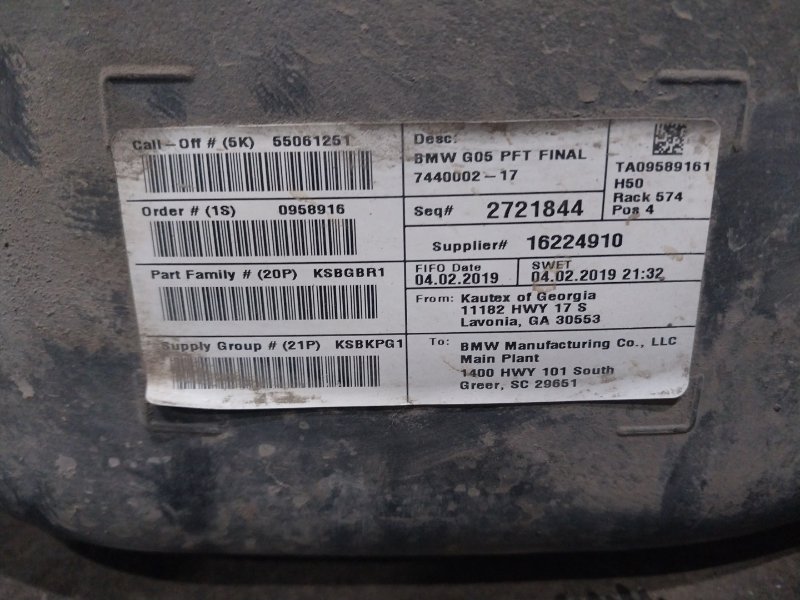 Call-Off # (5K) 55061251
Order # (1S) 0958916
Part Family # (20P) KSBGBR1
Supply Group # (21P) KSBKPG1
Desc:
BMW G05 PFT FINAL
7440002-17
TA09589161
H50
Rack 574
Pos 4
Seq# 2721844
Supplier# 16224910
FIFO Date
04.02.2019
SWET
04.02.2019 21:32
From: Kautex of Georgia
11182 HWY 17 S
Lavonia, GA 30553
To: BMW Manufacturing Co., LLC
Main Plant
1400 HWY 101 South
Greer, SC 29651